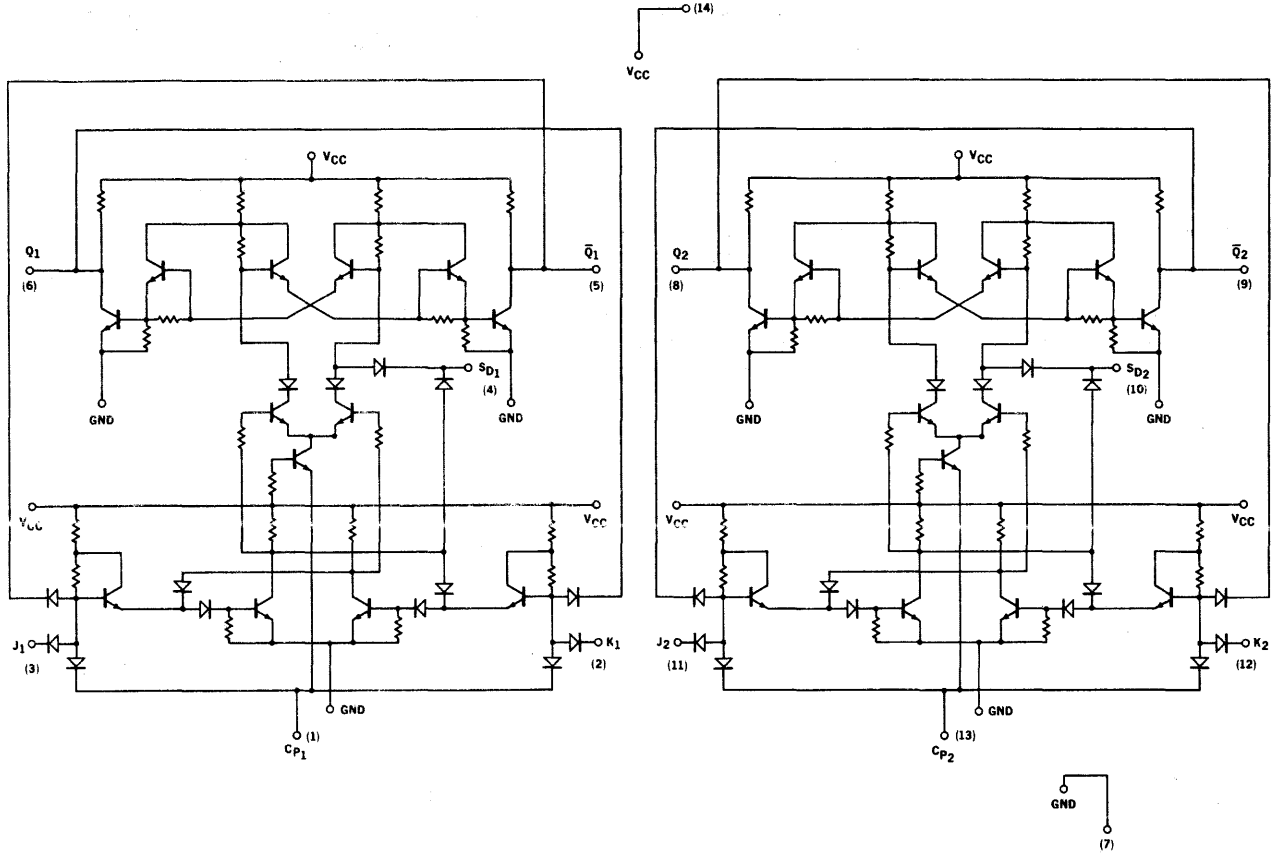 (14)
VCC
VCC
VCC
Q1
(6)
Q̅1
(5)
Q2
(8)
Q̅2
(9)
SD1
(4)
SD2
(10)
GND
GND
GND
GND
VCC
VCC
VCC
VCC
J1
(3)
K1
(2)
J2
(11)
K2
(12)
GND
GND
(1)
CP1
(13)
CP2
GND
(7)